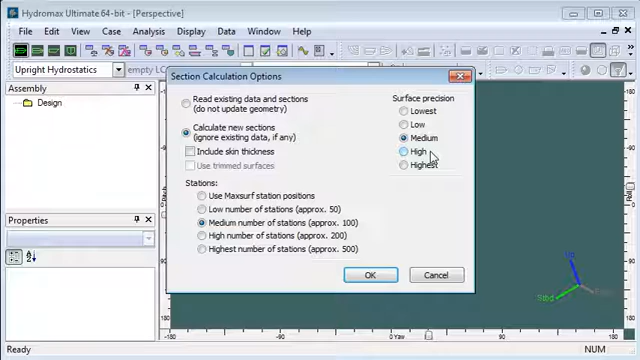 Hydromax Ultimate 64-bit - [Perspective]
File Edit View Analysis Display Data Window Help
Upright Hydrostatics
empty LC
Assembly
Design
Properties
Section Calculation Options
Read existing data and sections
(do not update geometry)
Calculate new sections
(ignore existing data, if any)
Include skin thickness
Use trimmed surfaces
Stations:
Use Maxsurf station positions
Low number of stations (approx. 50)
Medium number of stations (approx. 100)
High number of stations (approx. 200)
Highest number of stations (approx. 500)
Surface precision
Lowest
Low
Medium
High
Highest
OK
Cancel
Up
Stbd
-180
-90
0 Yaw
90
180
Ready
NUM